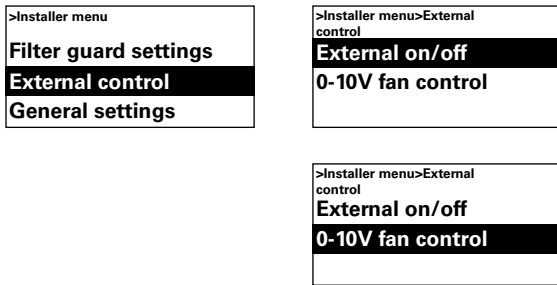 >Installer menu
Filter guard settings
External control
General settings
>Installer menu>External
control
External on/off
0-10V fan control
>Installer menu>External
control
External on/off
0-10V fan control